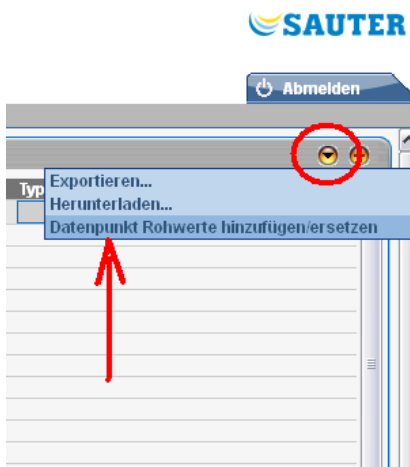 SAUTER
Abmelden
Exportieren...
Typ
Herunterladen...
Datenpunkt Rohwerte hinzufügen/ersetzen